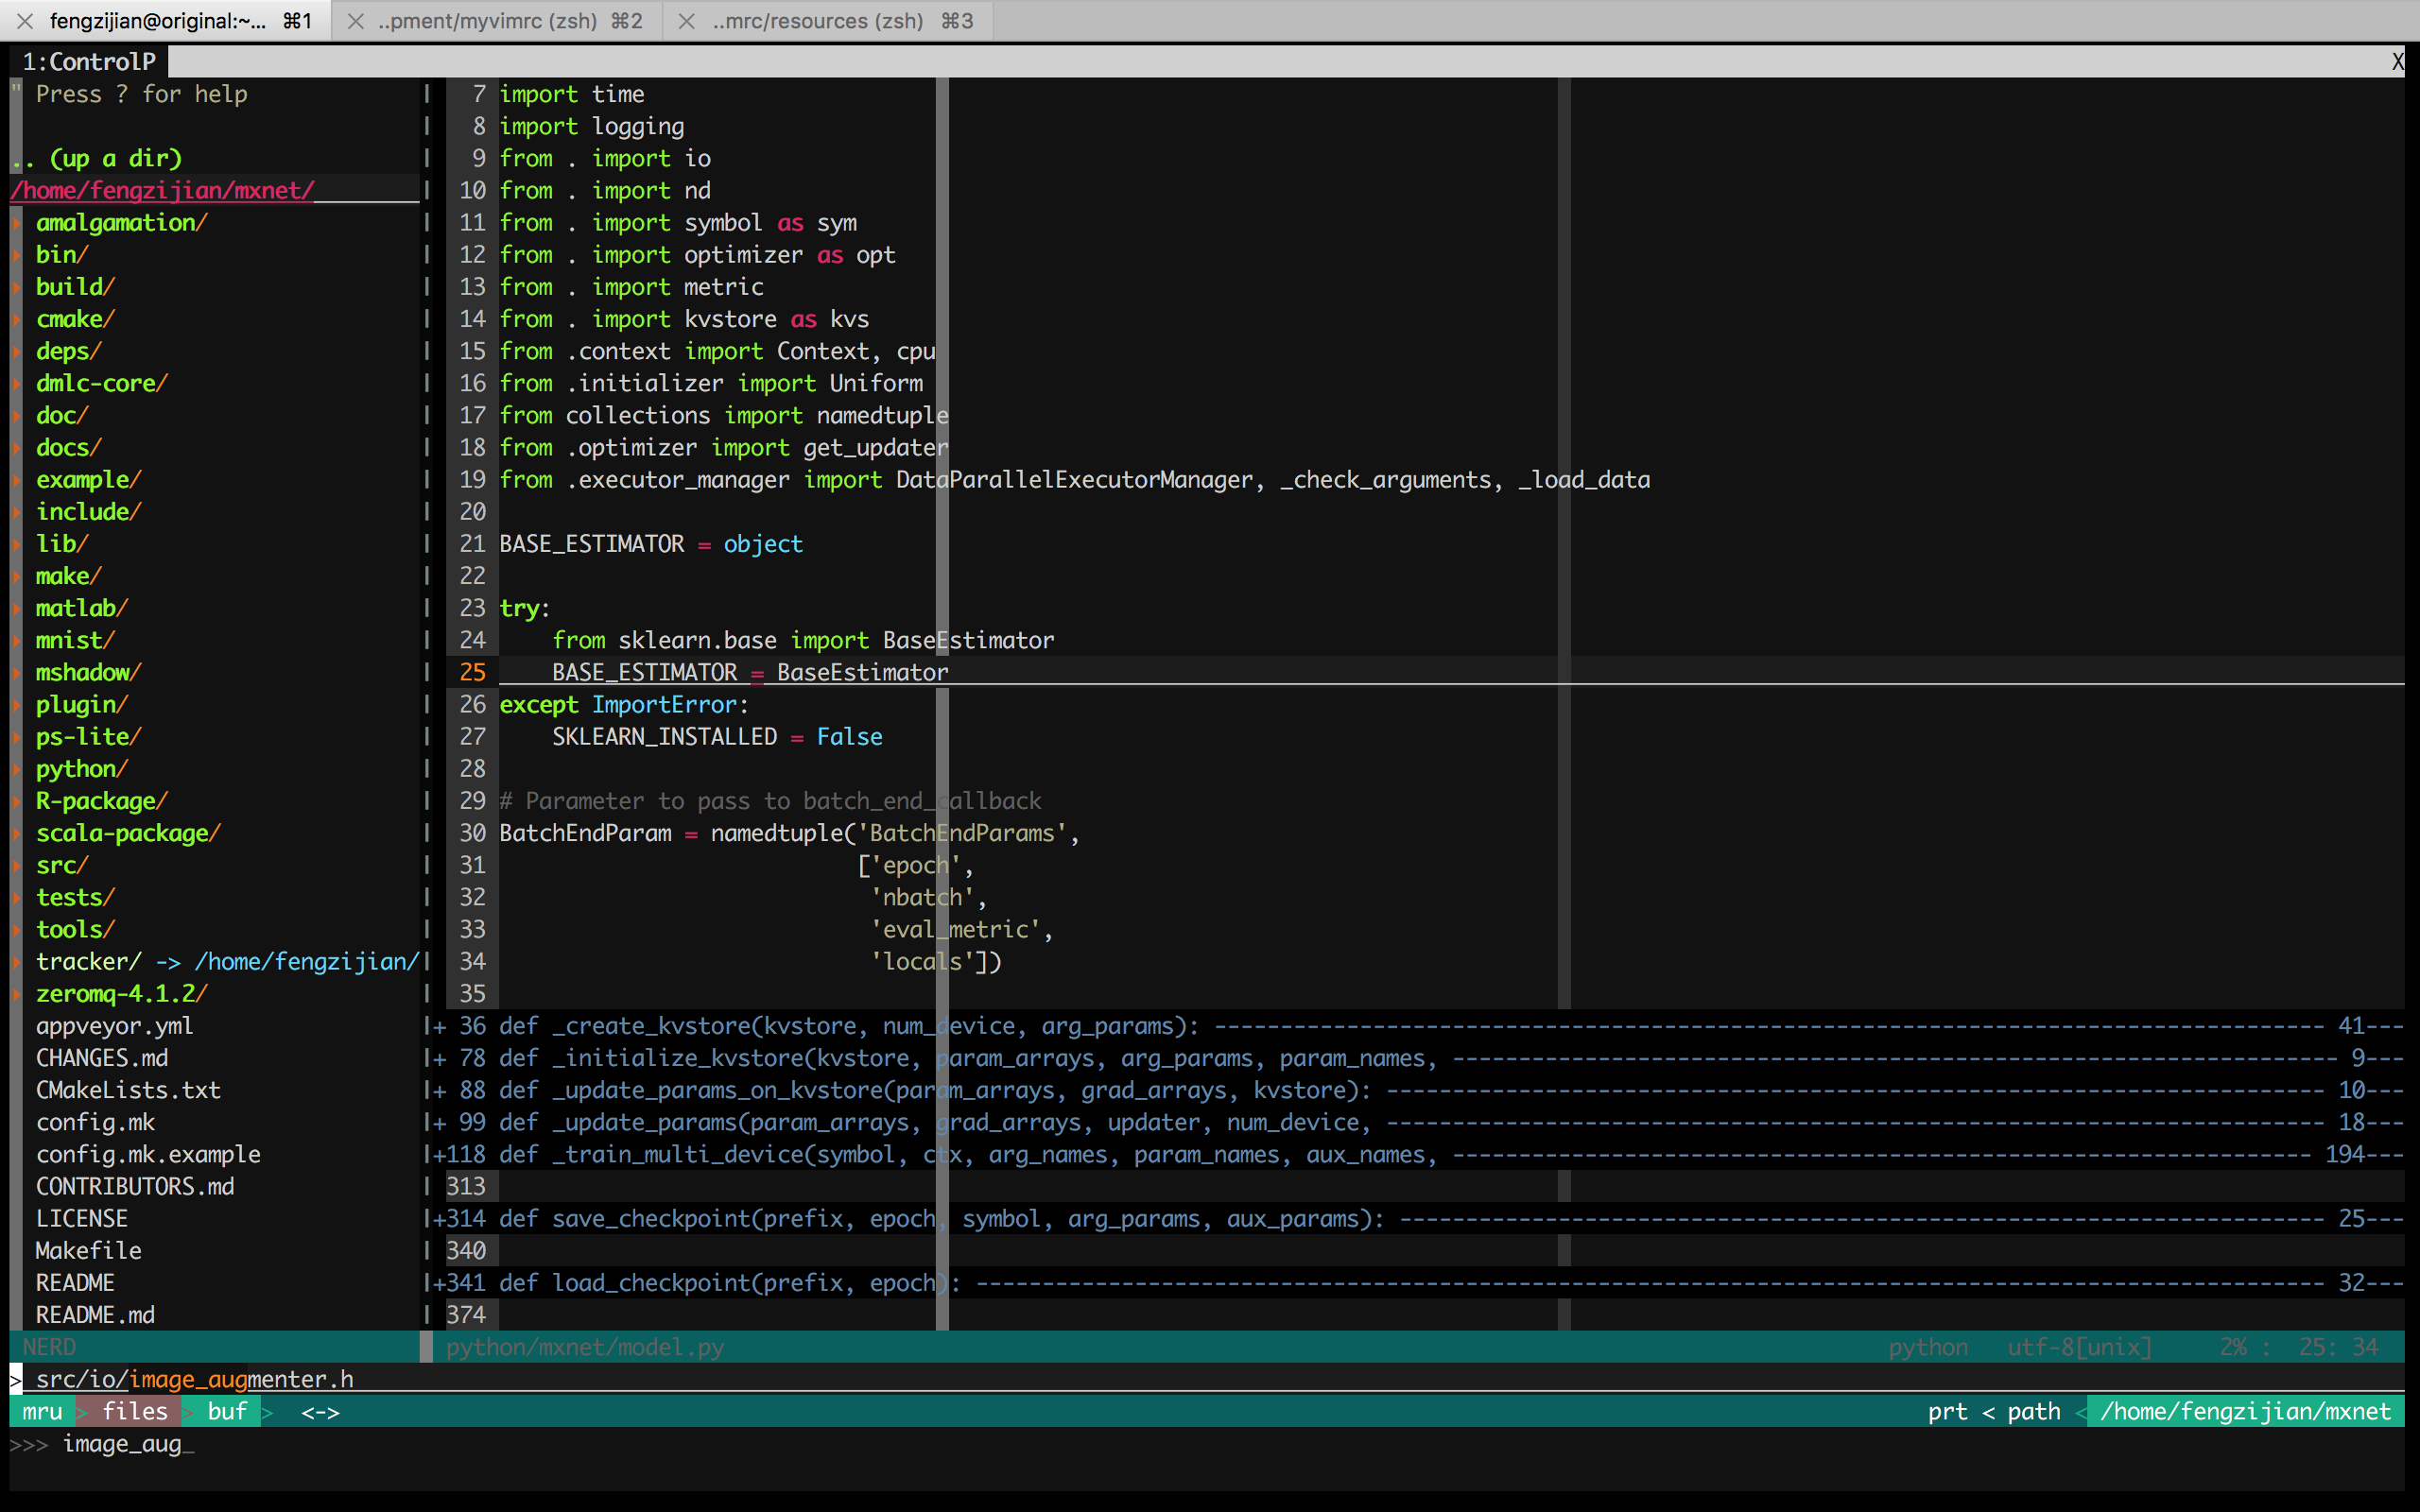 fengzijian@original:~... ⌘1 ..pment/myvimrc (zsh) ⌘2 ..mrc/resources (zsh) ⌘3
1:ControlP X
" Press ? for help
.. (up a dir)
/home/fengzijian/mxnet/
amalgamation/
bin/
build/
cmake/
deps/
dmlc-core/
doc/
docs/
example/
include/
lib/
make/
matlab/
mnist/
mshadow/
plugin/
ps-lite/
python/
R-package/
scala-package/
src/
tests/
tools/
tracker/ -> /home/fengzijian/
zeromq-4.1.2/
appveyor.yml
CHANGES.md
CMakeLists.txt
config.mk
config.mk.example
CONTRIBUTORS.md
LICENSE
Makefile
README
README.md
7 import time
8 import logging
9 from . import io
10 from . import nd
11 from . import symbol as sym
12 from . import optimizer as opt
13 from . import metric
14 from . import kvstore as kvs
15 from .context import Context, cpu
16 from .initializer import Uniform
17 from collections import namedtuple
18 from .optimizer import get_updater
19 from .executor_manager import DataParallelExecutorManager, _check_arguments, _load_data
20
21 BASE_ESTIMATOR = object
22
23 try:
24     from sklearn.base import BaseEstimator
25     BASE_ESTIMATOR = BaseEstimator
26 except ImportError:
27     SKLEARN_INSTALLED = False
28
29 # Parameter to pass to batch_end_callback
30 BatchEndParam = namedtuple('BatchEndParams',
31                            ['epoch',
32                             'nbatch',
33                             'eval_metric',
34                             'locals'])
35
+ 36 def _create_kvstore(kvstore, num_device, arg_params): --- 41---
+ 78 def _initialize_kvstore(kvstore, param_arrays, arg_params, param_names, --- 9---
+ 88 def _update_params_on_kvstore(param_arrays, grad_arrays, kvstore): --- 10---
+ 99 def _update_params(param_arrays, grad_arrays, updater, num_device, --- 18---
+118 def _train_multi_device(symbol, ctx, arg_names, param_names, aux_names, --- 194---
313
+314 def save_checkpoint(prefix, epoch, symbol, arg_params, aux_params): --- 25---
340
+341 def load_checkpoint(prefix, epoch): --- 32---
374
NERD python/mxnet/model.py python utf-8[unix] 2% : 25: 34
> src/io/image_augmenter.h
mru > files > buf > <-> prt < path < /home/fengzijian/mxnet
>>> image_aug_